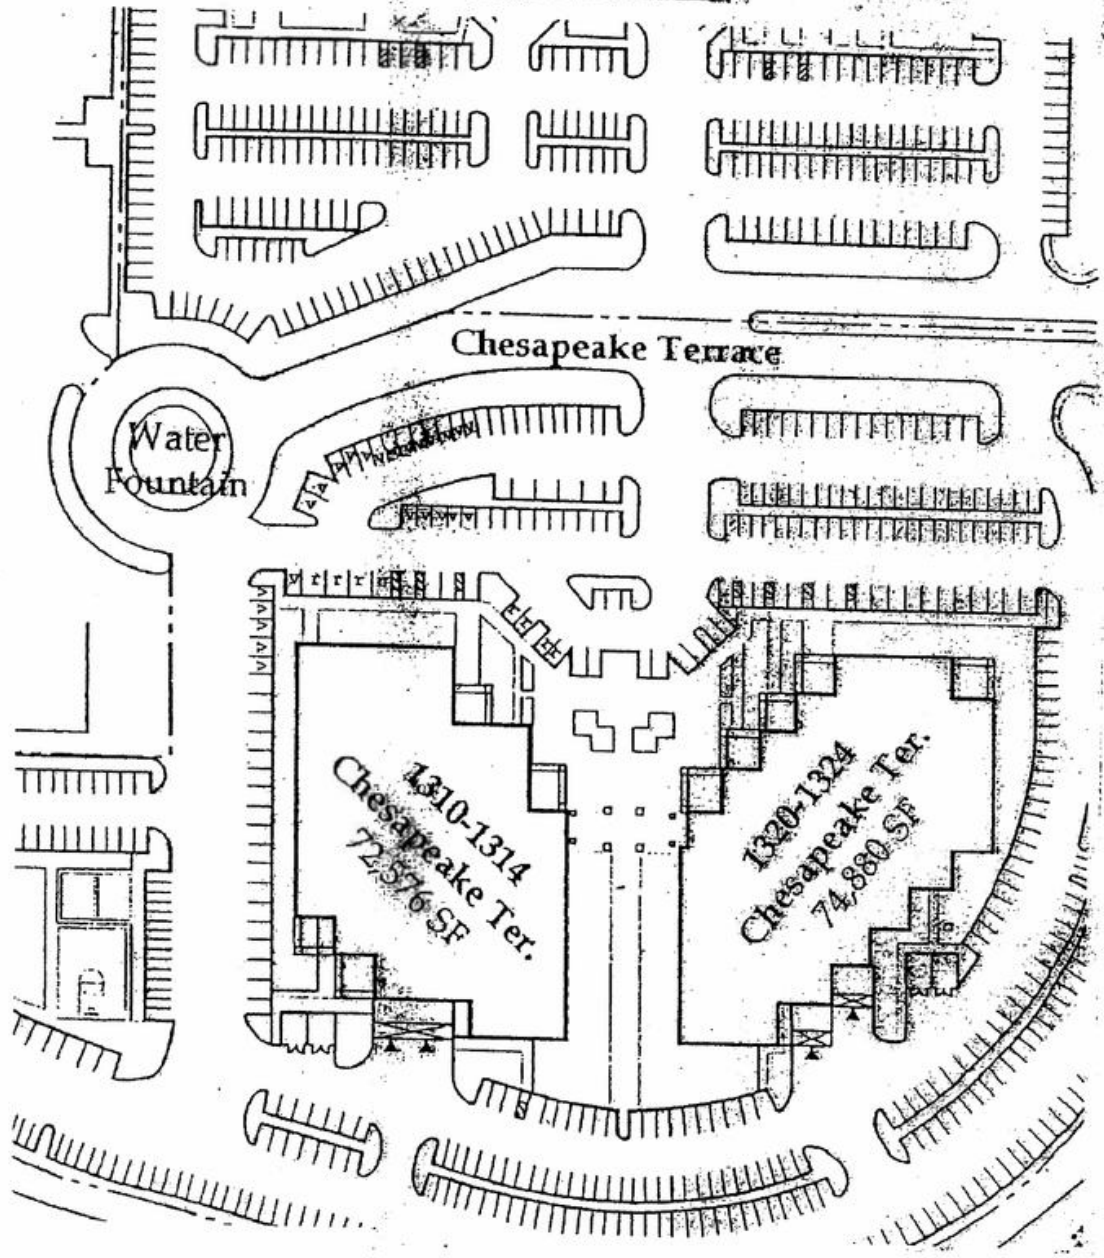 Chesapeake Terrace
Water
Fountain
1310-1314
Chesapeake Ter.
72,576 SF
1320-1324
Chesapeake Ter.
74,880 SF